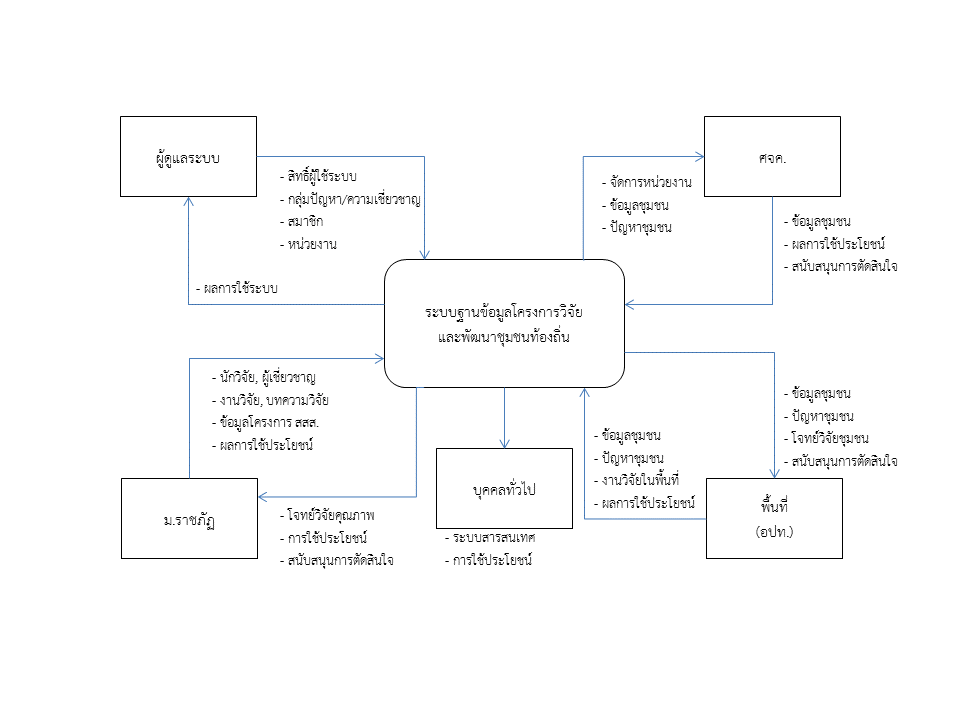 ผู้ดูแลระบบ
- สิทธิ์ผู้ใช้ระบบ
- กลุ่มปัญหา/ความเชี่ยวชาญ
- สมาชิก
- หน่วยงาน
- ผลการใช้ระบบ
ศจค.
- จัดการหน่วยงาน
- ข้อมูลชุมชน
- ปัญหาชุมชน
- ข้อมูลชุมชน
- ผลการใช้ประโยชน์
- สนับสนุนการตัดสินใจ
ระบบฐานข้อมูลโครงการวิจัย
และพัฒนาชุมชนท้องถิ่น
- นักวิจัย, ผู้เชี่ยวชาญ
- งานวิจัย, บทความวิจัย
- ข้อมูลโครงการ สสส.
- ผลการใช้ประโยชน์
ม.ราชภัฏ
- โจทย์วิจัยคุณภาพ
- การใช้ประโยชน์
- สนับสนุนการตัดสินใจ
บุคคลทั่วไป
- ระบบสารสนเทศ
- การใช้ประโยชน์
- ข้อมูลชุมชน
- ปัญหาชุมชน
- งานวิจัยในพื้นที่
- ผลการใช้ประโยชน์
- ข้อมูลชุมชน
- ปัญหาชุมชน
- โจทย์วิจัยชุมชน
- สนับสนุนการตัดสินใจ
พื้นที่
(อปท.)